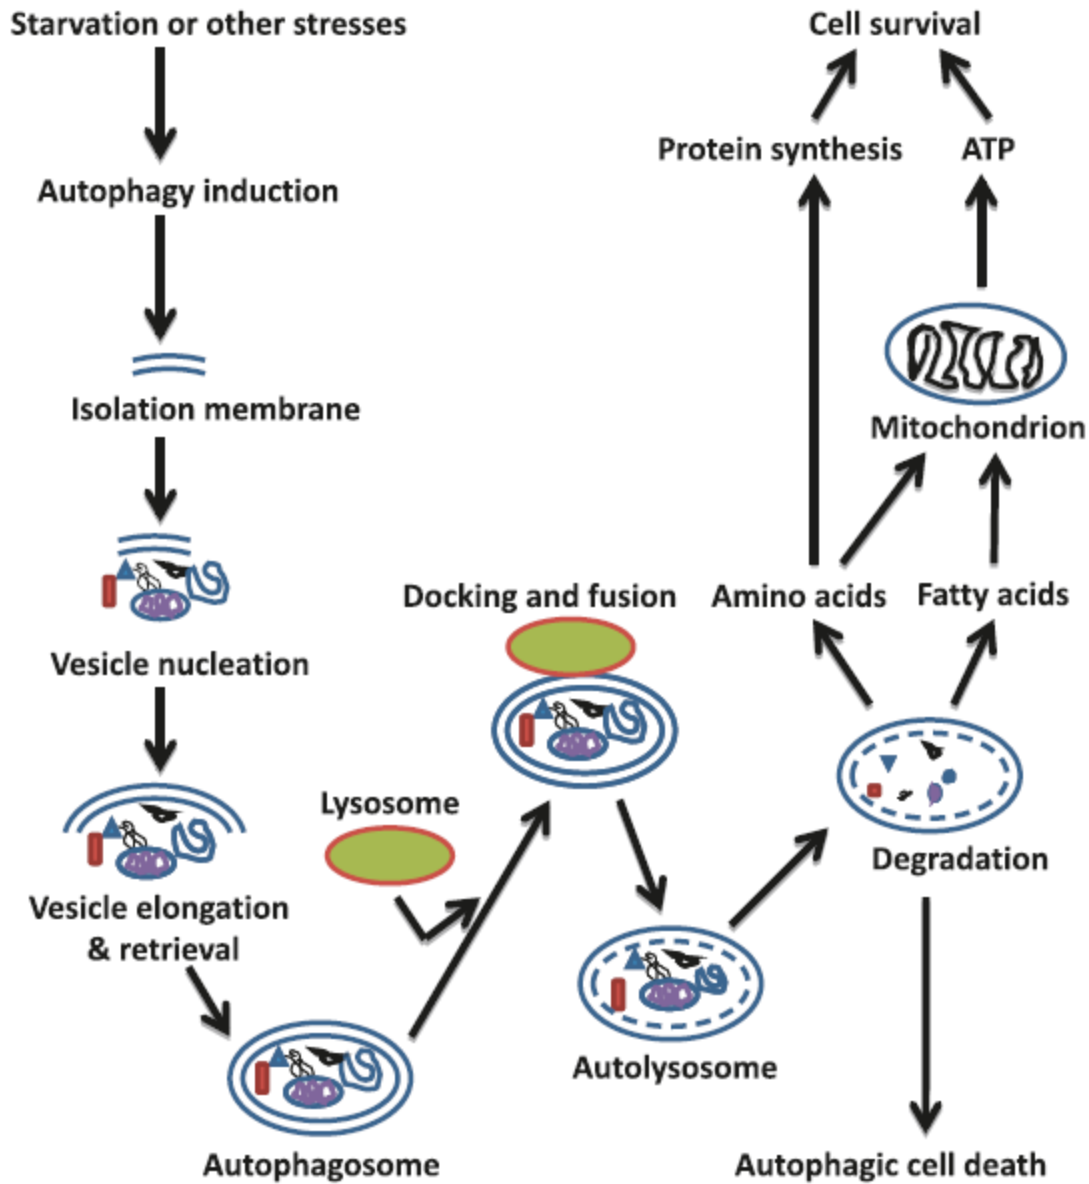 Starvation or other stresses
Autophagy induction
Isolation membrane
Vesicle nucleation
Vesicle elongation
& retrieval
Autophagosome
Lysosome
Docking and fusion
Autolysosome
Degradation
Autophagic cell death
Amino acids
Fatty acids
Mitochondrion
Protein synthesis
ATP
Cell survival